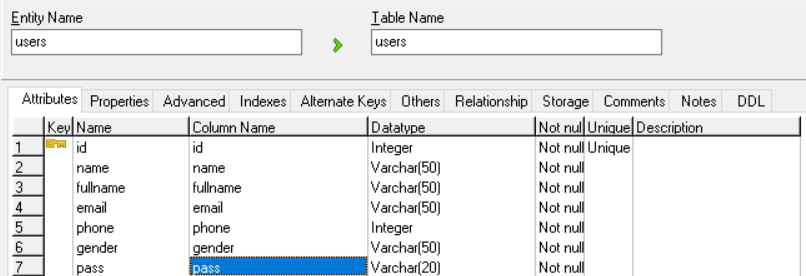 Entity Name Table Name
users users
Attributes Properties Advanced Indexes Alternate Keys Others Relationship Storage Comments Notes DDL
Key Name Column Name Datatype Not nul Unique Description
1 id id Integer Not null Unique
2 name name Varchar(50) Not null
3 fullname fullname Varchar(50) Not null
4 email email Varchar(50) Not null
5 phone phone Integer Not null
6 gender gender Varchar(50) Not null
7 pass pass Varchar(20) Not null